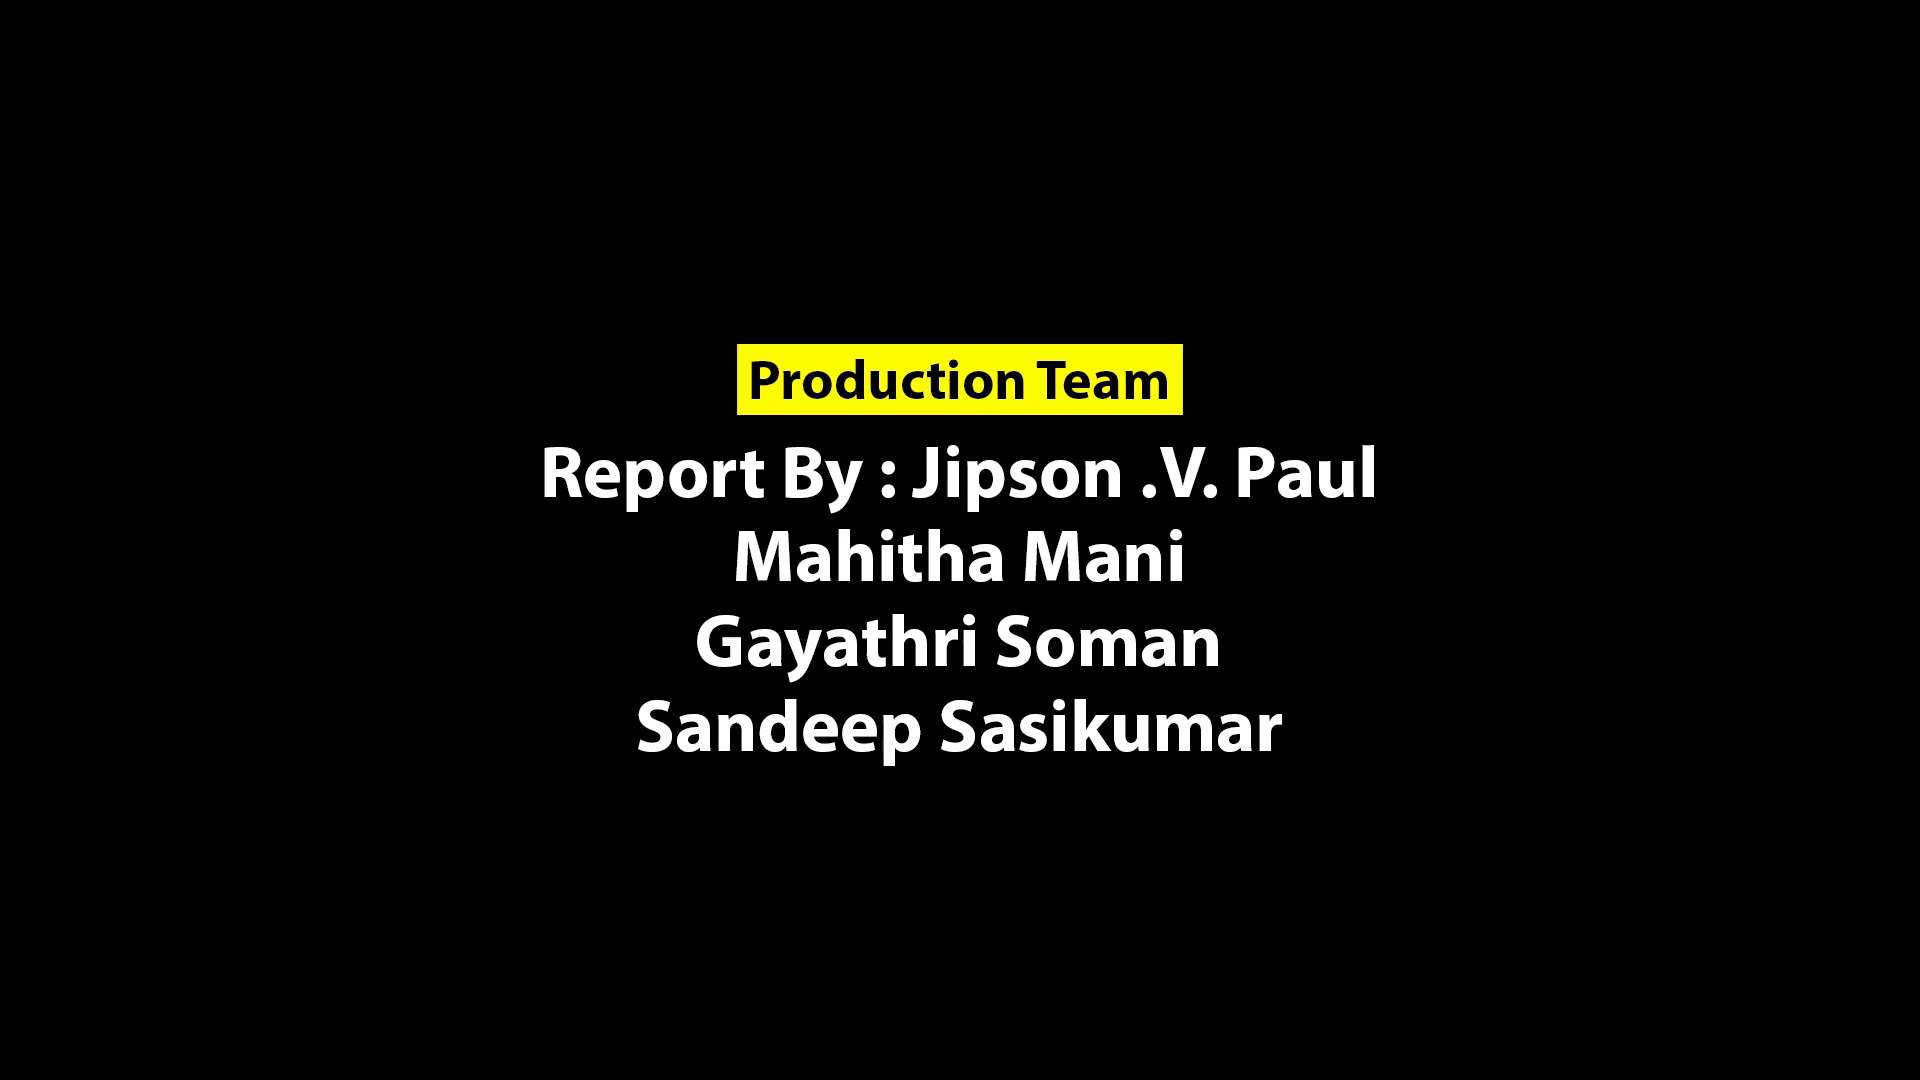 Production Team
Report By : Jipson .V. Paul
Mahitha Mani
Gayathri Soman
Sandeep Sasikumar